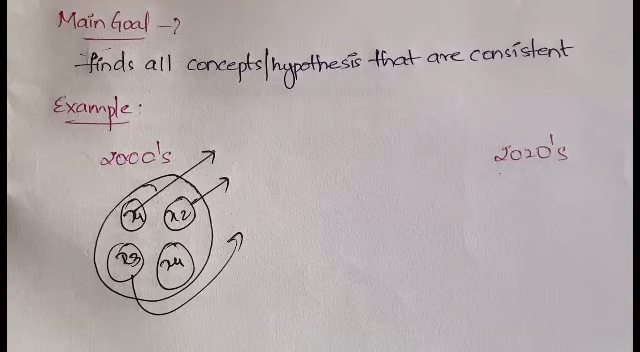 Main Goal -?
finds all concepts/hypothesis that are consistent
Example:
2000's 2020's
x1 x2
x3 x4